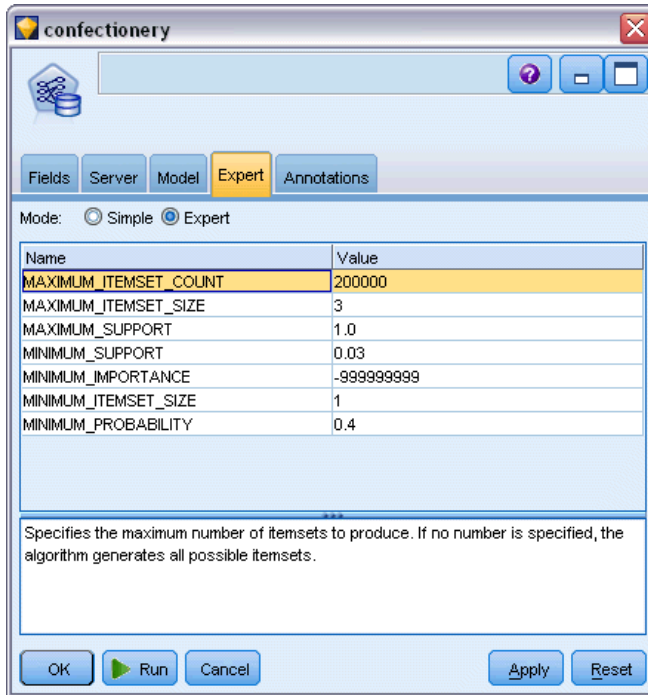 confectionery
Fields Server Model Expert Annotations
Mode: Simple Expert
Name Value
MAXIMUM_ITEMSET_COUNT 200000
MAXIMUM_ITEMSET_SIZE 3
MAXIMUM_SUPPORT 1.0
MINIMUM_SUPPORT 0.03
MINIMUM_IMPORTANCE -999999999
MINIMUM_ITEMSET_SIZE 1
MINIMUM_PROBABILITY 0.4
Specifies the maximum number of itemsets to produce. If no number is specified, the
algorithm generates all possible itemsets.
OK Run Cancel Apply Reset